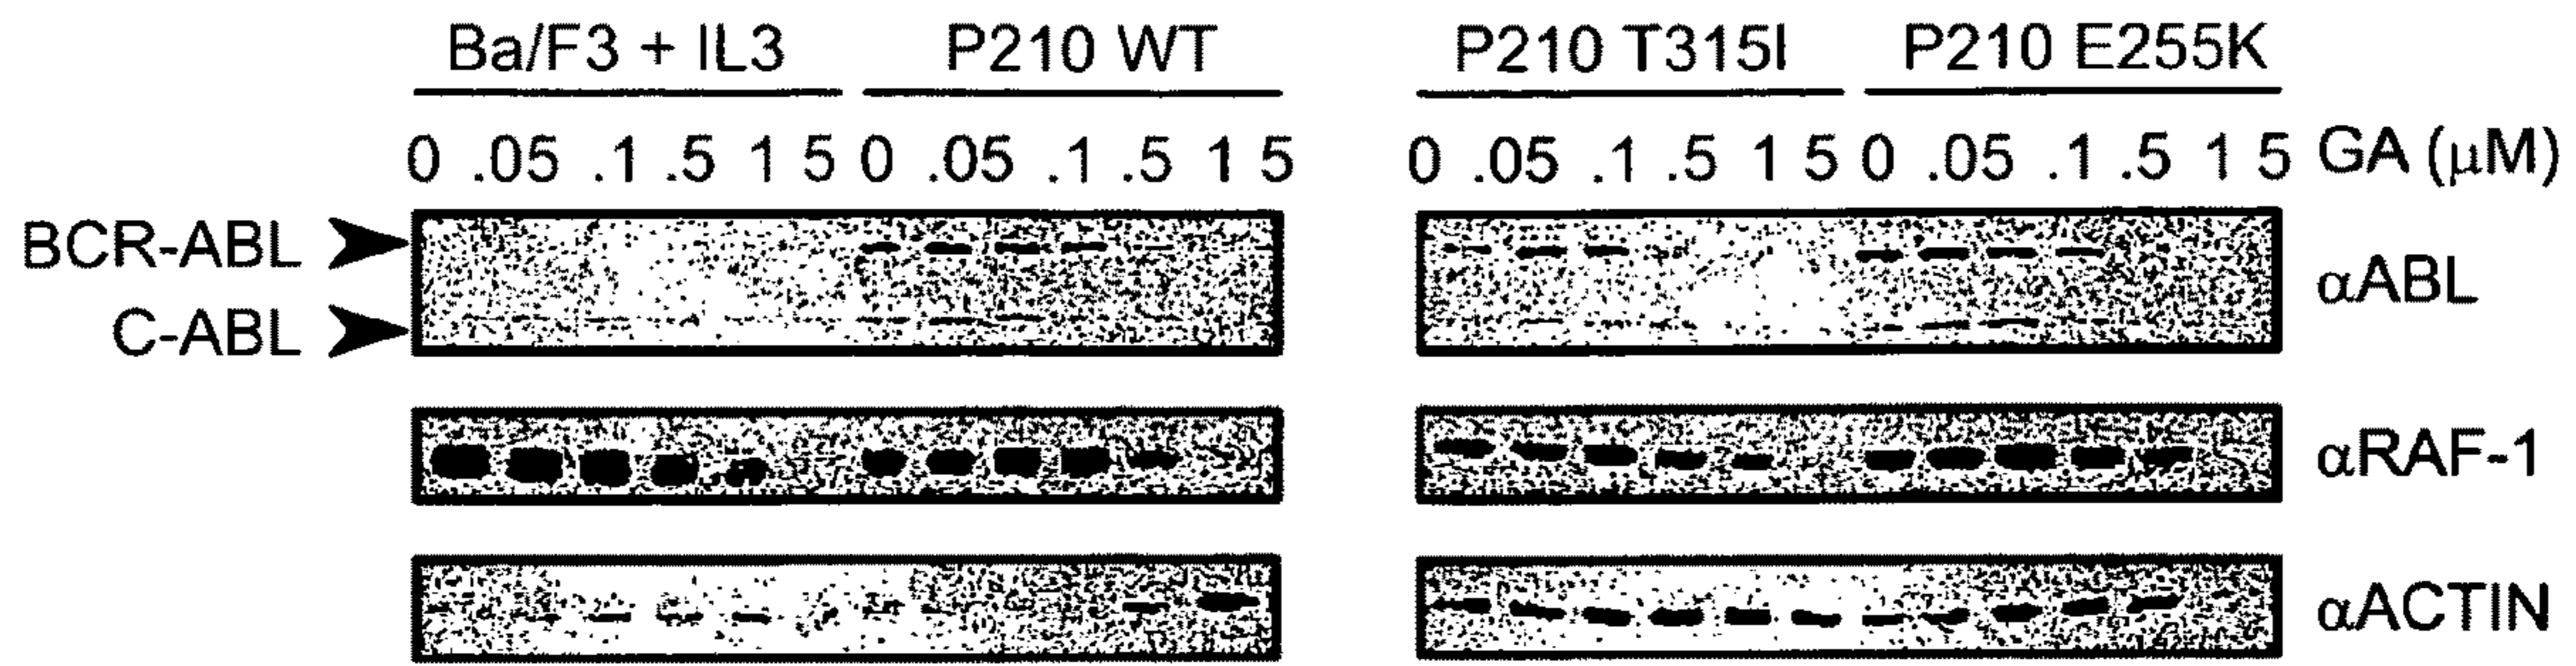 Ba/F3 + IL3 P210 WT P210 T315I P210 E255K
0 .05 .1 .5 1 5 0 .05 .1 .5 1 5 0 .05 .1 .5 1 5 0 .05 .1 .5 1 5 GA (μM)
BCR-ABL
αABL
C-ABL
αRAF-1
αACTIN